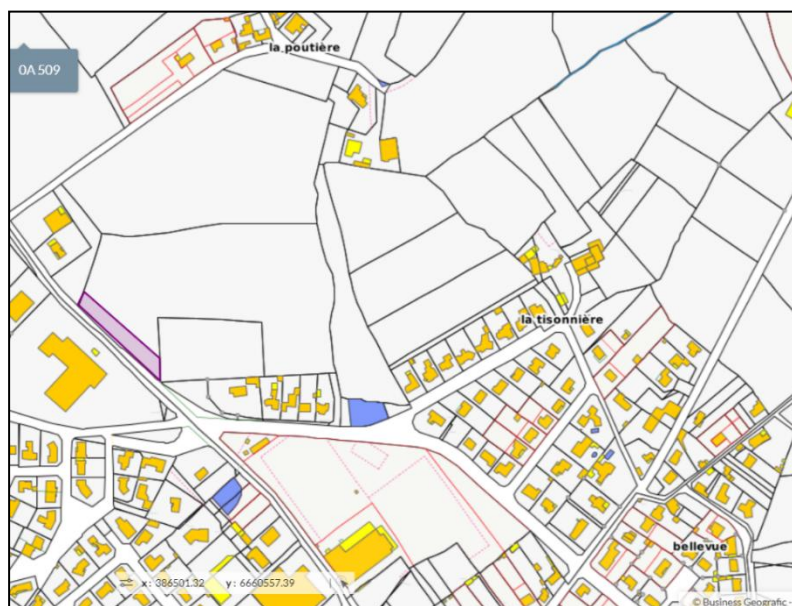 la poutière
0A 509
la tisonnière
bellevue
x: 386501.32 y: 6660557.39
© Business Geografic -